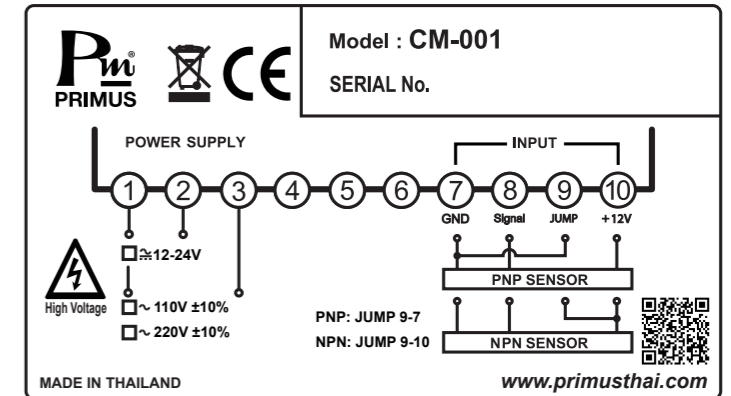 Pm®
PRIMUS
CE
Model : CM-001
SERIAL No.
POWER SUPPLY
INPUT
1 2 3 4 5 6 7 8 9 10
GND Signal JUMP +12V
≂12-24V
PNP SENSOR
High Voltage
~ 110V ±10%
~ 220V ±10%
PNP: JUMP 9-7
NPN: JUMP 9-10
NPN SENSOR
MADE IN THAILAND
www.primusthai.com